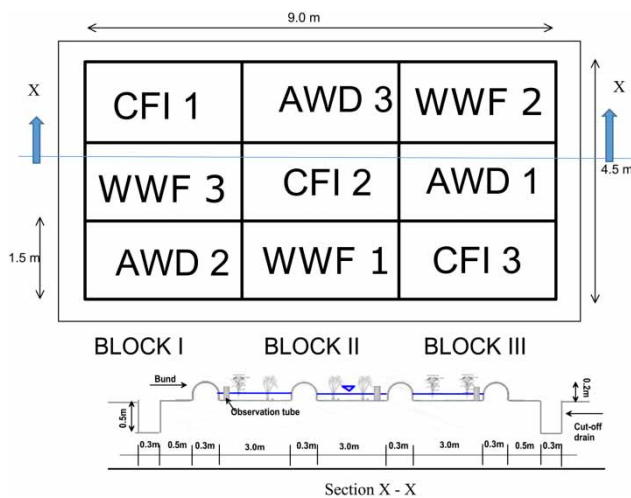 9.0 m
X
X
CFI 1
AWD 3
WWF 2
4.5 m
WWF 3
CFI 2
AWD 1
1.5 m
AWD 2
WWF 1
CFI 3
BLOCK I
BLOCK II
BLOCK III
Bund
0.2m
0.5m
Observation tube
Cut-off
drain
0.3m 0.5m 0.3m 3.0m 0.3m 3.0m 0.3m 3.0m 0.3m 0.5m 0.3m
Section X - X